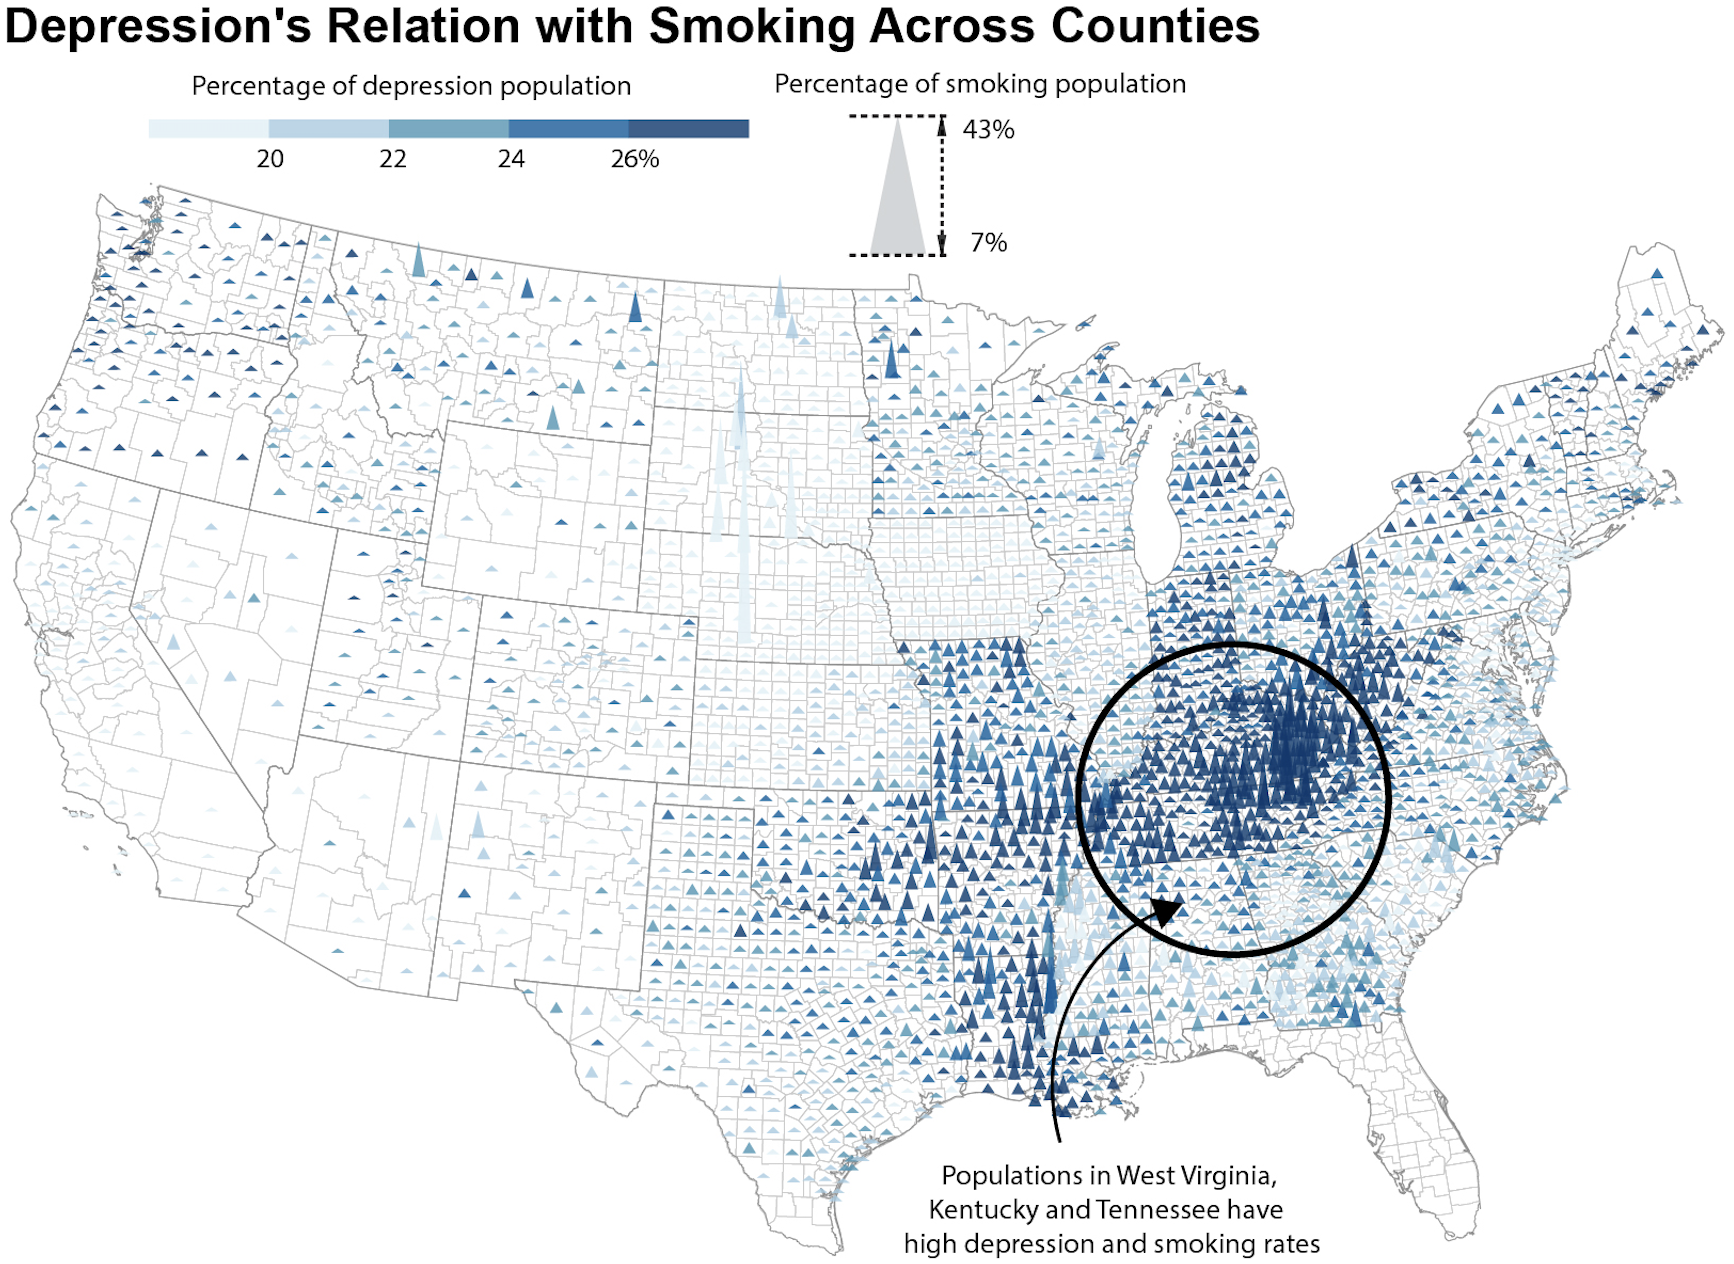 Depression's Relation with Smoking Across Counties
Percentage of depression population
20 22 24 26%
Percentage of smoking population
43%
7%
Populations in West Virginia,
Kentucky and Tennessee have
high depression and smoking rates